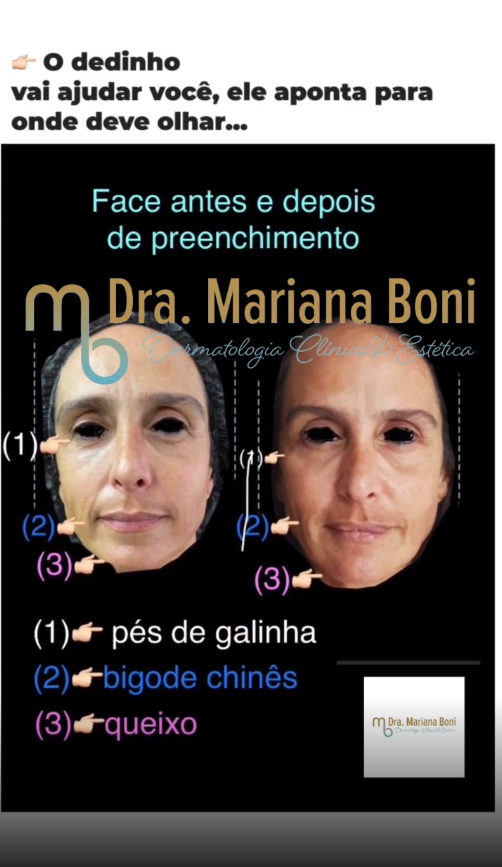 👉🏻 O dedinho
vai ajudar você, ele aponta para
onde deve olhar...
Face antes e depois
de preenchimento
mb Dra. Mariana Boni
Dermatologia Clínica & Estética
(1)👉🏻
(1)👉🏻
(2)👉🏻
(2)👉🏻
(3)👉🏻
(3)👉🏻
(1)👉🏻 pés de galinha
(2)👉🏻bigode chinês
(3)👉🏻queixo
mb Dra. Mariana Boni